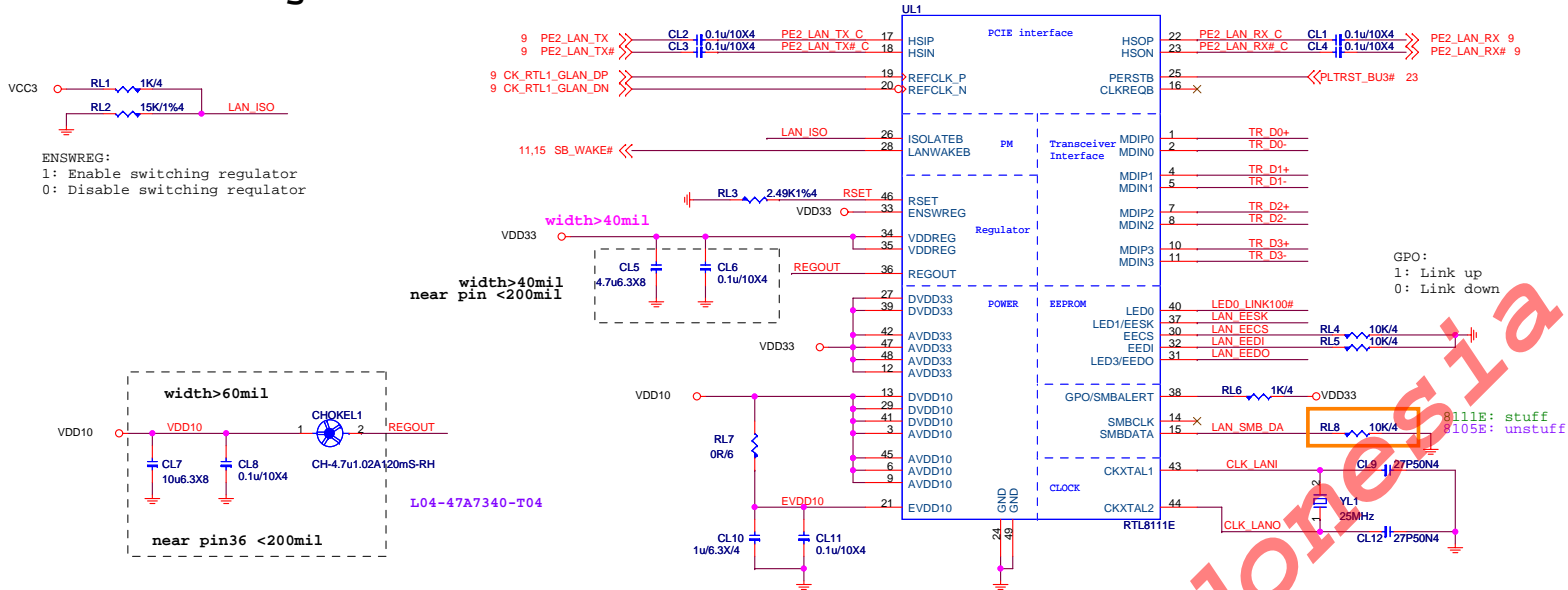 UL1
PCIE interface
9 PE2_LAN_TX CL2 0.1u/10X4 PE2_LAN_TX_C 17 HSIP
9 PE2_LAN_TX# CL3 0.1u/10X4 PE2_LAN_TX#_C 18 HSIN
HSOP 22 PE2_LAN_RX_C CL1 0.1u/10X4 PE2_LAN_RX 9
HSON 23 PE2_LAN_RX#_C CL4 0.1u/10X4 PE2_LAN_RX# 9
9 CK_RTL1_GLAN_DP 19 REFCLK_P
9 CK_RTL1_GLAN_DN 20 REFCLK_N
PERSTB 25 PLTRST_BU3# 23
CLKREQB 16
VCC3 RL1 1K/4
RL2 15K/1%4 LAN_ISO
ENSWREG:
1: Enable switching regulator
0: Disable switching requlator
LAN_ISO 26 ISOLATEB
11,15 SB_WAKE# 28 LANWAKEB
PM
Transceiver
Interface
MDIP0 1 TR_D0+
MDIN0 2 TR_D0-
MDIP1 4 TR_D1+
MDIN1 5 TR_D1-
MDIP2 7 TR_D2+
MDIN2 8 TR_D2-
MDIP3 10 TR_D3+
MDIN3 11 TR_D3-
RL3 2.49K1%4 RSET 46 RSET
VDD33 33 ENSWREG
width>40mil
VDD33 34 VDDREG
35 VDDREG
Regulator
CL5 4.7u6.3X8
CL6 0.1u/10X4
REGOUT 36 REGOUT
width>40mil
near pin <200mil
GPO:
1: Link up
0: Link down
POWER
27 DVDD33
39 DVDD33
42 AVDD33
VDD33 47 AVDD33
48 AVDD33
12 AVDD33
EEPROM
LED0 40 LED0_LINK100#
LED1/EESK 37 LAN_EESK
EECS 30 LAN_EECS RL4 10K/4
EEDI 32 LAN_EEDI RL5 10K/4
LED3/EEDO 31 LAN_EEDO
VDD10 13 DVDD10
29 DVDD10
41 DVDD10
3 AVDD10
45 AVDD10
6 AVDD10
9 AVDD10
EVDD10 21 EVDD10
RL7
0R/6
CL10
1u/6.3X/4
CL11
0.1u/10X4
GPO/SMBALERT 38 RL6 1K/4 VDD33
SMBCLK 14
SMBDATA 15 LAN_SMB_DA RL8 10K/4
8111E: stuff
8105E: unstuff
CLOCK
CKXTAL1 43 CLK_LANI CL9 27P50N4
YL1
25MHz
1 2
CKXTAL2 44 CLK_LANO CL12 27P50N4
GND 24
GND 49
RTL8111E
width>60mil
CHOKEL1
VDD10 VDD10 1 2 REGOUT
CL7
10u6.3X8
CL8
0.1u/10X4
CH-4.7u1.02A120mS-RH
L04-47A7340-T04
near pin36 <200mil